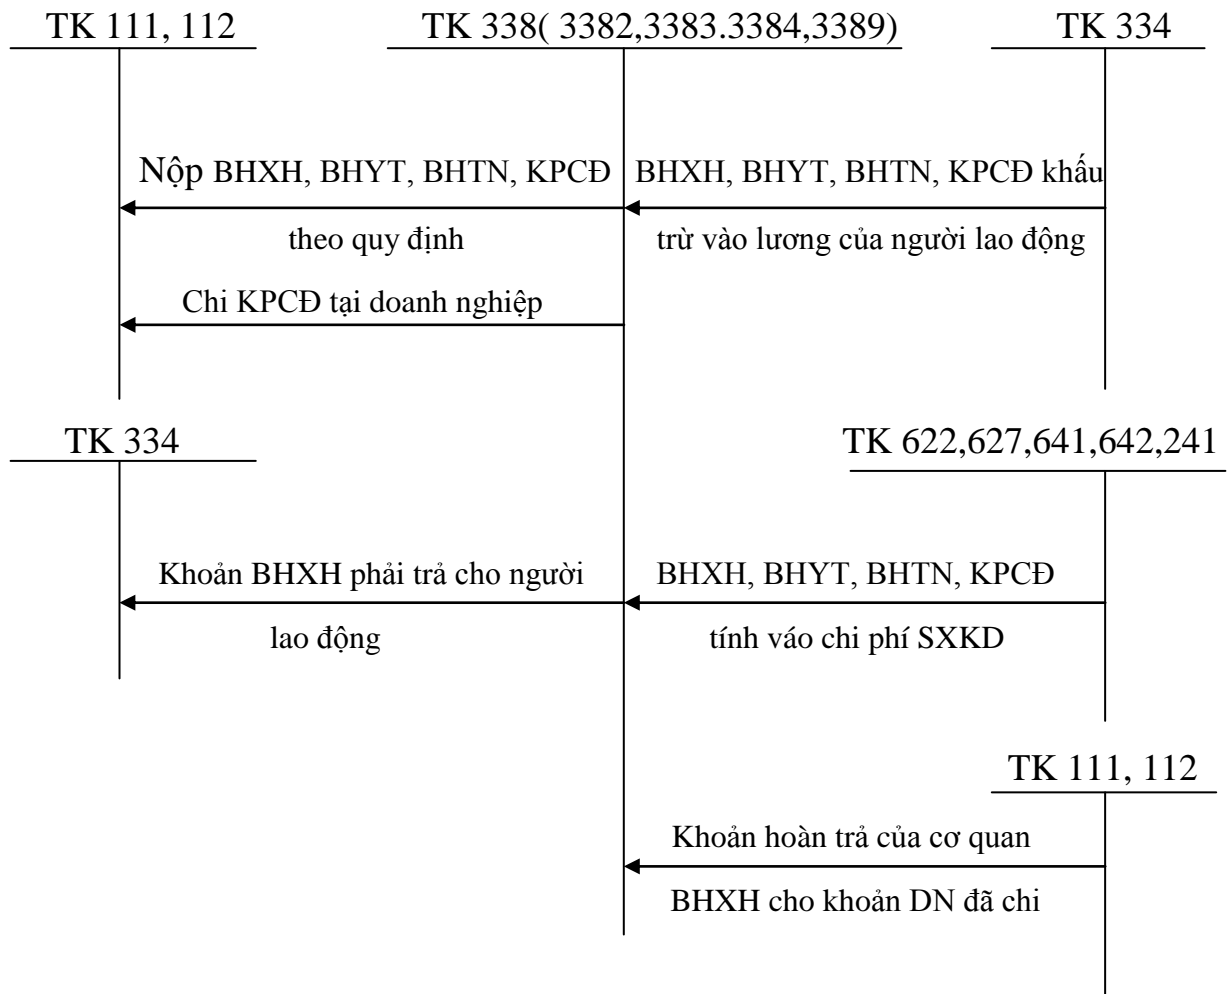 TK 111, 112
TK 338( 3382,3383.3384,3389)
TK 334
Nộp BHXH, BHYT, BHTN, KPCĐ
theo quy định
BHXH, BHYT, BHTN, KPCĐ khấu
trừ vào lương của người lao động
Chi KPCĐ tại doanh nghiệp
TK 334
TK 622,627,641,642,241
Khoản BHXH phải trả cho người
lao động
BHXH, BHYT, BHTN, KPCĐ
tính váo chi phí SXKD
TK 111, 112
Khoản hoàn trả của cơ quan
BHXH cho khoản DN đã chi